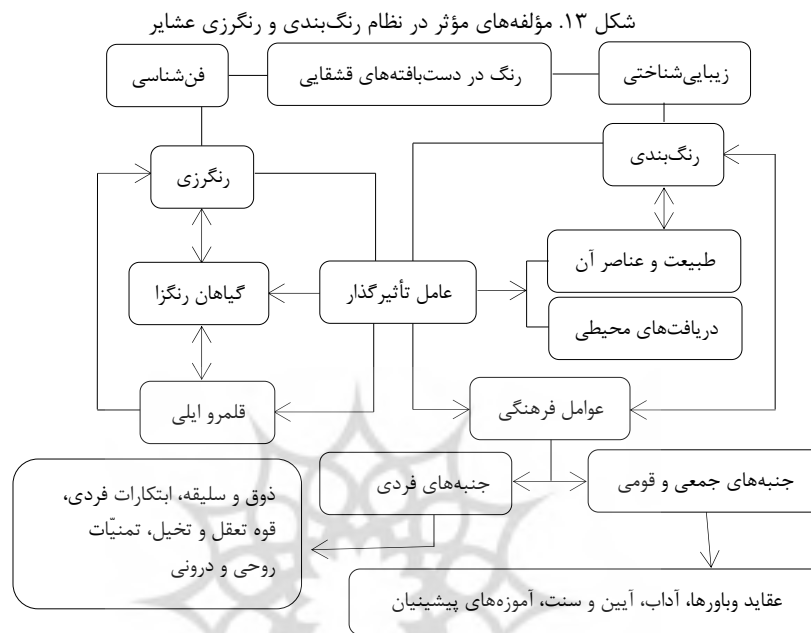 شکل ۱۳. مؤلفه‌های مؤثر در نظام رنگ‌بندی و رنگرزی عشایر
زیبایی‌شناختی
رنگ در دست‌بافته‌های قشقایی
فن‌شناسی
رنگ‌بندی
رنگرزی
طبیعت و عناصر آن
عامل تأثیرگذار
گیاهان رنگزا
دریافت‌های محیطی
عوامل فرهنگی
قلمرو ایلی
جنبه‌های جمعی و قومی
جنبه‌های فردی
ذوق و سلیقه، ابتکارات فردی،
قوه تعقل و تخیل، تمنیّات
روحی و درونی
عقاید وباورها، آداب، آیین و سنت، آموزه‌های پیشینیان